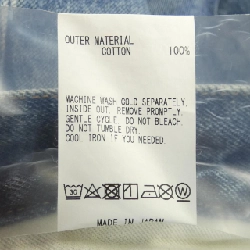 OUTER MATERIAL
COTTON 100%
MACHINE WASH COLD SEPARATELY,
INSIDE OUT. REMOVE PROMPTLY.
GENTLE CYCLE. DO NOT BLEACH.
DO NOT TUMBLE DRY.
COOL IRON IF YOU NEEDED.
30 P W
MADE IN JAPAN